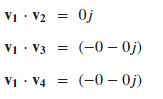 v₁ · v₂ = 0j
v₁ · v₃ = (−0 − 0j)
v₁ · v₄ = (−0 − 0j)